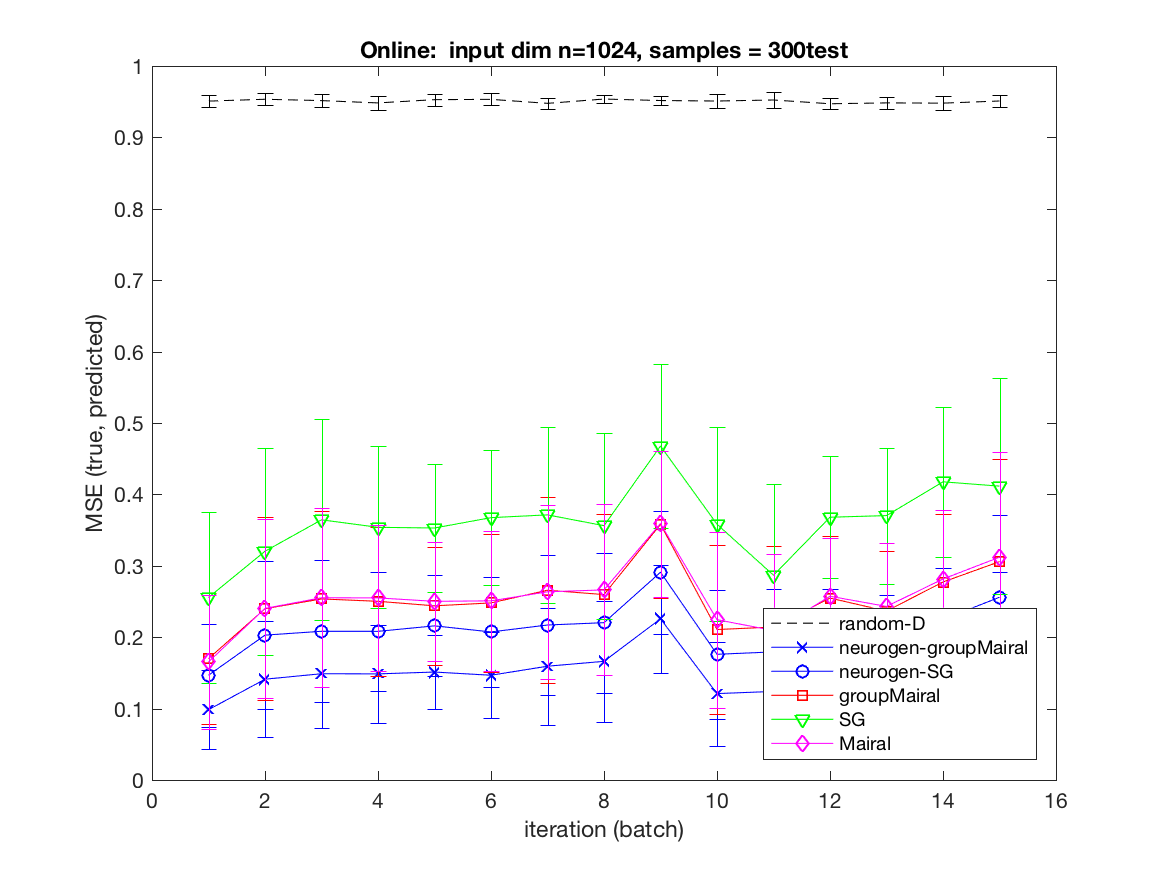 Online:  input dim n=1024, samples = 300test
1
0.9
0.8
0.7
0.6
0.5
0.4
0.3
0.2
0.1
0
MSE (true, predicted)
random-D
neurogen-groupMairal
neurogen-SG
groupMairal
SG
Mairal
0 2 4 6 8 10 12 14 16
iteration (batch)